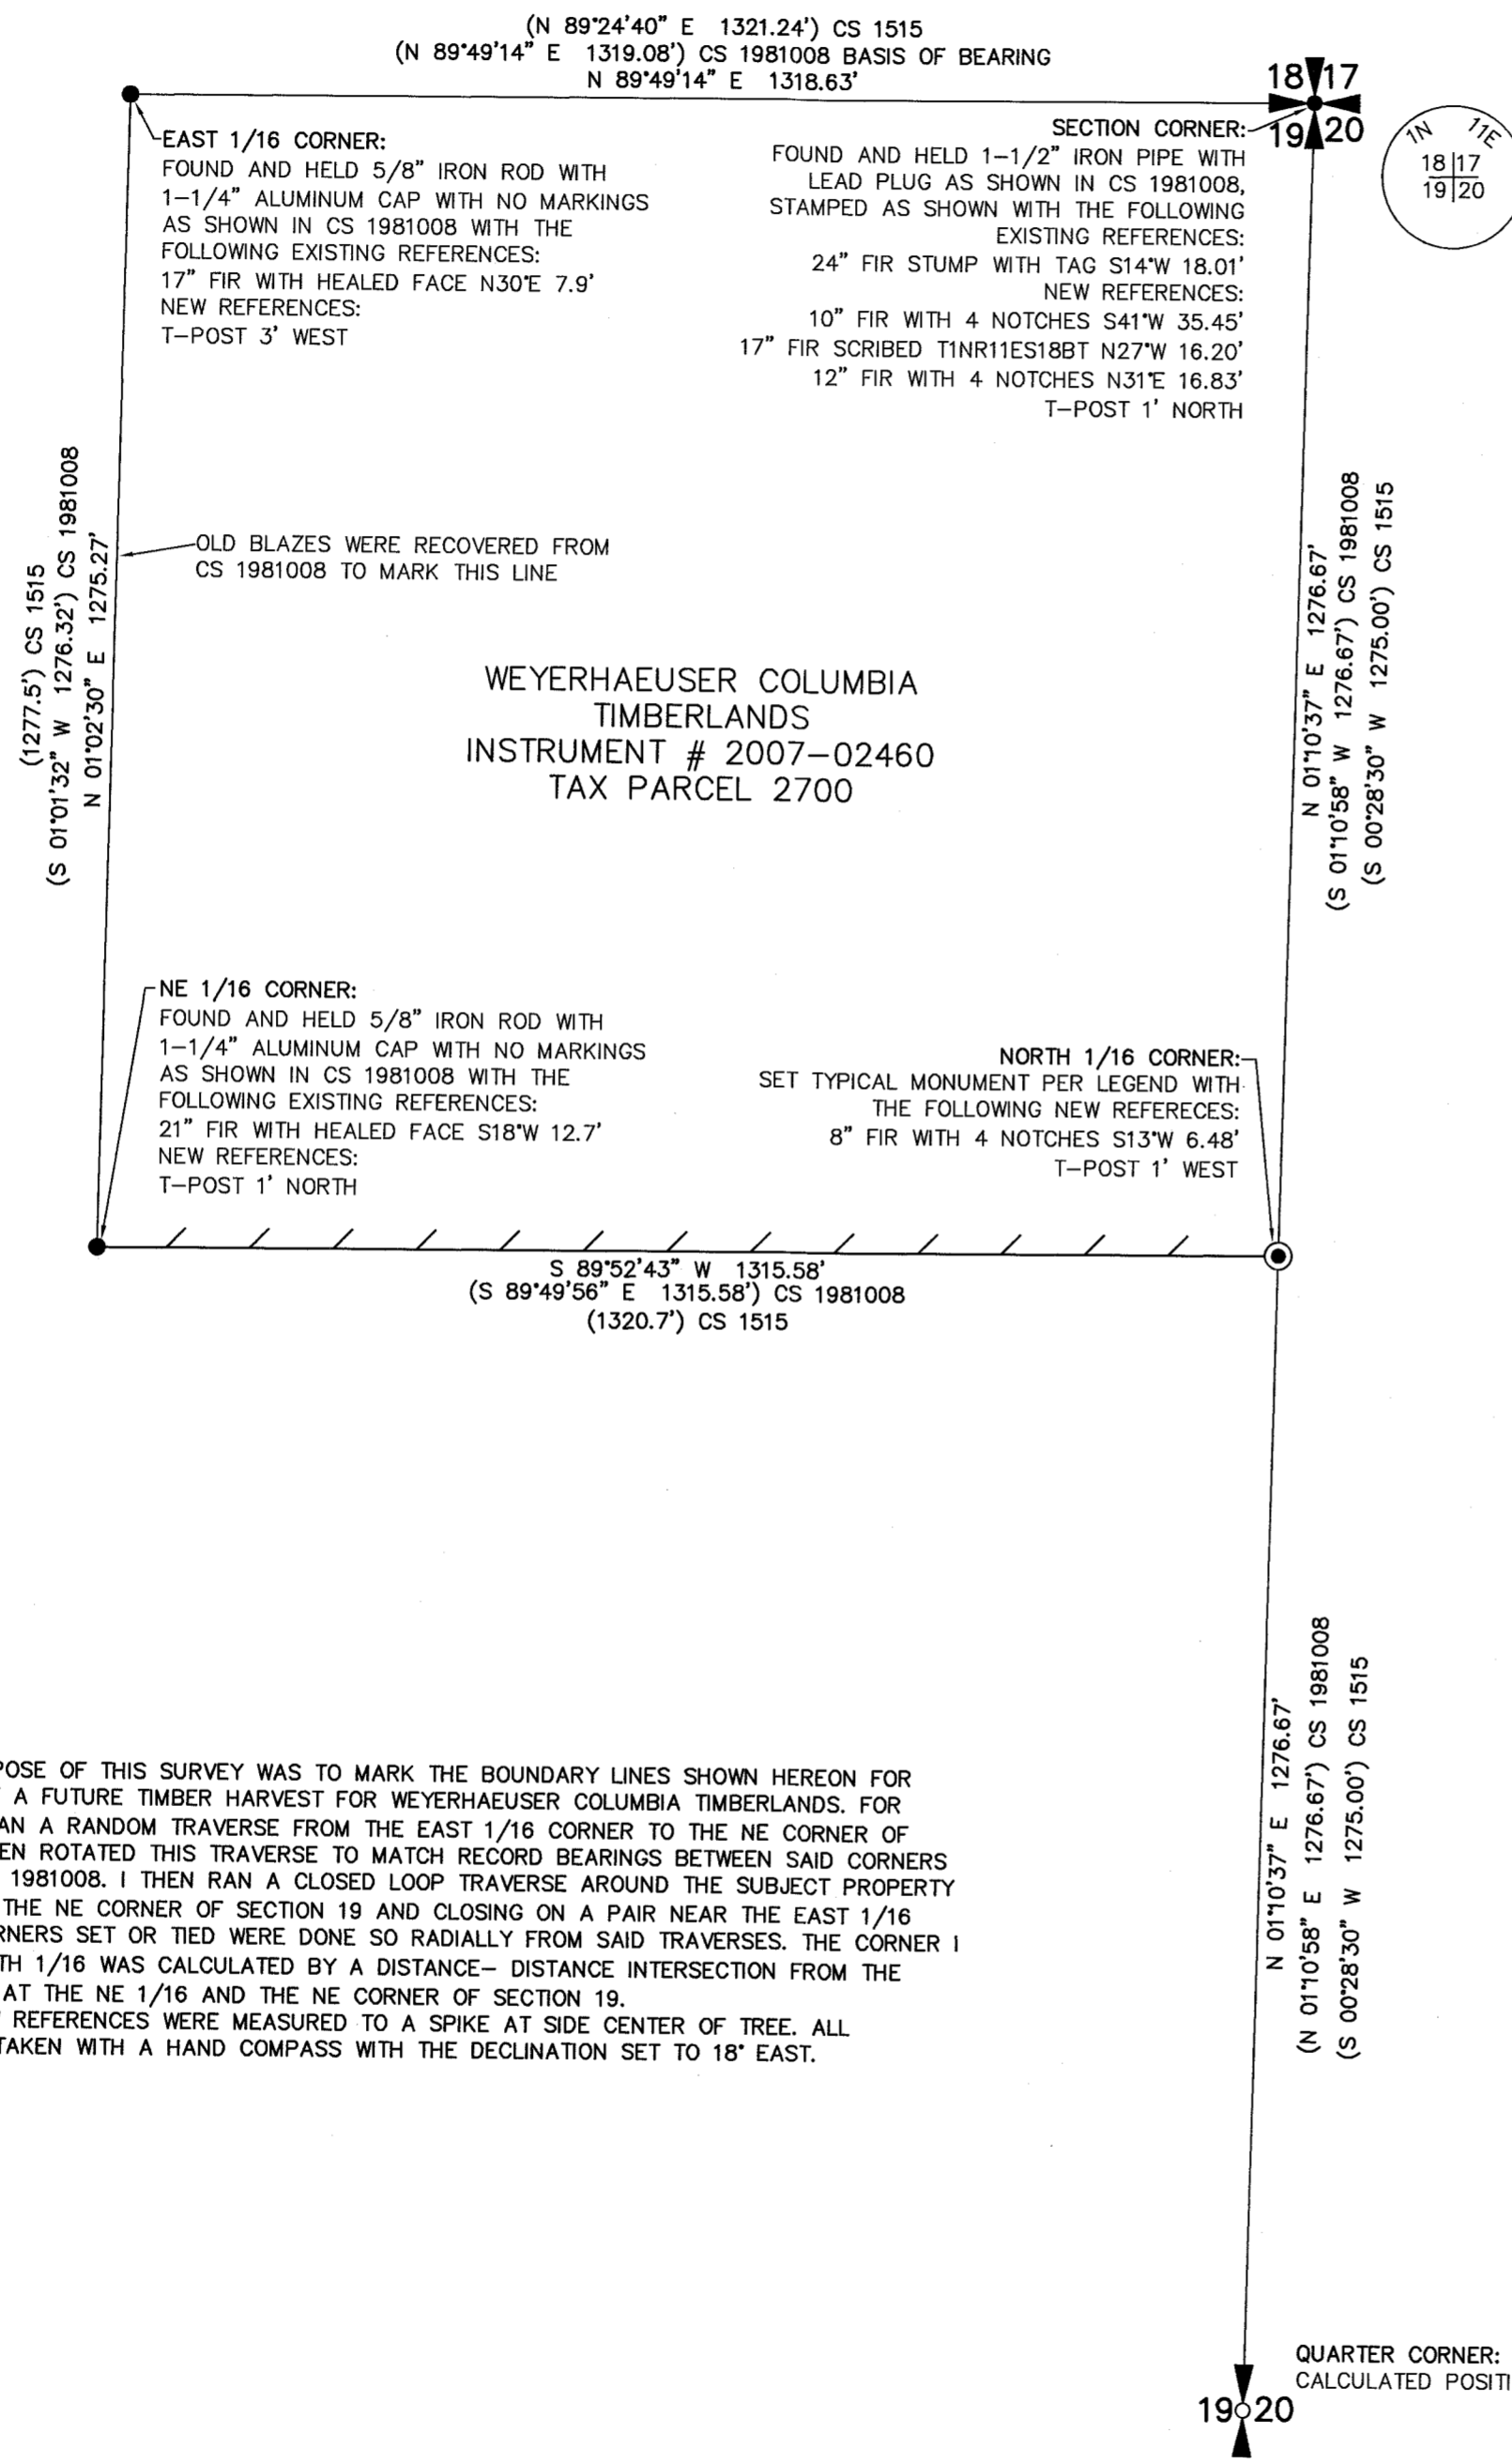 (N 89°24'40" E 1321.24') CS 1515
(N 89°49'14" E 1319.08') CS 1981008 BASIS OF BEARING
N 89°49'14" E 1318.63'
18 17
19 20
1N 11E
18 17
19 20
EAST 1/16 CORNER:
FOUND AND HELD 5/8" IRON ROD WITH
1-1/4" ALUMINUM CAP WITH NO MARKINGS
AS SHOWN IN CS 1981008 WITH THE
FOLLOWING EXISTING REFERENCES:
17" FIR WITH HEALED FACE N30°E 7.9'
NEW REFERENCES:
T-POST 3' WEST
SECTION CORNER:
FOUND AND HELD 1-1/2" IRON PIPE WITH
LEAD PLUG AS SHOWN IN CS 1981008,
STAMPED AS SHOWN WITH THE FOLLOWING
EXISTING REFERENCES:
24" FIR STUMP WITH TAG S14°W 18.01'
NEW REFERENCES:
10" FIR WITH 4 NOTCHES S41°W 35.45'
17" FIR SCRIBED T1NR11ES18BT N27°W 16.20'
12" FIR WITH 4 NOTCHES N31°E 16.83'
T-POST 1' NORTH
(1277.5') CS 1515
(S 01°01'32" W 1276.32') CS 1981008
N 01°02'30" E 1275.27'
OLD BLAZES WERE RECOVERED FROM
CS 1981008 TO MARK THIS LINE
WEYERHAEUSER COLUMBIA
TIMBERLANDS
INSTRUMENT # 2007-02460
TAX PARCEL 2700
N 01°10'37" E 1276.67'
(S 01°10'58" W 1276.67') CS 1981008
(S 00°28'30" W 1275.00') CS 1515
NE 1/16 CORNER:
FOUND AND HELD 5/8" IRON ROD WITH
1-1/4" ALUMINUM CAP WITH NO MARKINGS
AS SHOWN IN CS 1981008 WITH THE
FOLLOWING EXISTING REFERENCES:
21" FIR WITH HEALED FACE S18°W 12.7'
NEW REFERENCES:
T-POST 1' NORTH
NORTH 1/16 CORNER:
SET TYPICAL MONUMENT PER LEGEND WITH
THE FOLLOWING NEW REFERECES:
8" FIR WITH 4 NOTCHES S13°W 6.48'
T-POST 1' WEST
S 89°52'43" W 1315.58'
(S 89°49'56" E 1315.58') CS 1981008
(1320.7') CS 1515
N 01°10'37" E 1276.67'
(N 01°10'58" E 1276.67') CS 1981008
(S 00°28'30" W 1275.00') CS 1515
POSE OF THIS SURVEY WAS TO MARK THE BOUNDARY LINES SHOWN HEREON FOR
A FUTURE TIMBER HARVEST FOR WEYERHAEUSER COLUMBIA TIMBERLANDS. FOR
AN A RANDOM TRAVERSE FROM THE EAST 1/16 CORNER TO THE NE CORNER OF
EN ROTATED THIS TRAVERSE TO MATCH RECORD BEARINGS BETWEEN SAID CORNERS
1981008. I THEN RAN A CLOSED LOOP TRAVERSE AROUND THE SUBJECT PROPERTY
THE NE CORNER OF SECTION 19 AND CLOSING ON A PAIR NEAR THE EAST 1/16
RNERS SET OR TIED WERE DONE SO RADIALLY FROM SAID TRAVERSES. THE CORNER I
TH 1/16 WAS CALCULATED BY A DISTANCE- DISTANCE INTERSECTION FROM THE
AT THE NE 1/16 AND THE NE CORNER OF SECTION 19.
REFERENCES WERE MEASURED TO A SPIKE AT SIDE CENTER OF TREE. ALL
TAKEN WITH A HAND COMPASS WITH THE DECLINATION SET TO 18° EAST.
QUARTER CORNER:
CALCULATED POSITI
19 20